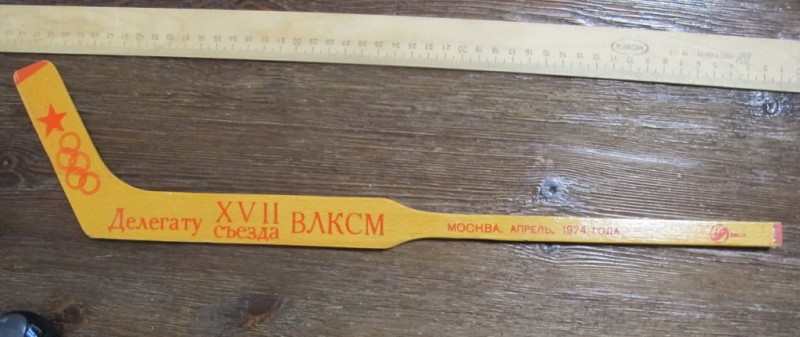 Делегату XVII съезда ВЛКСМ
МОСКВА, АПРЕЛЬ, 1974 ГОДА